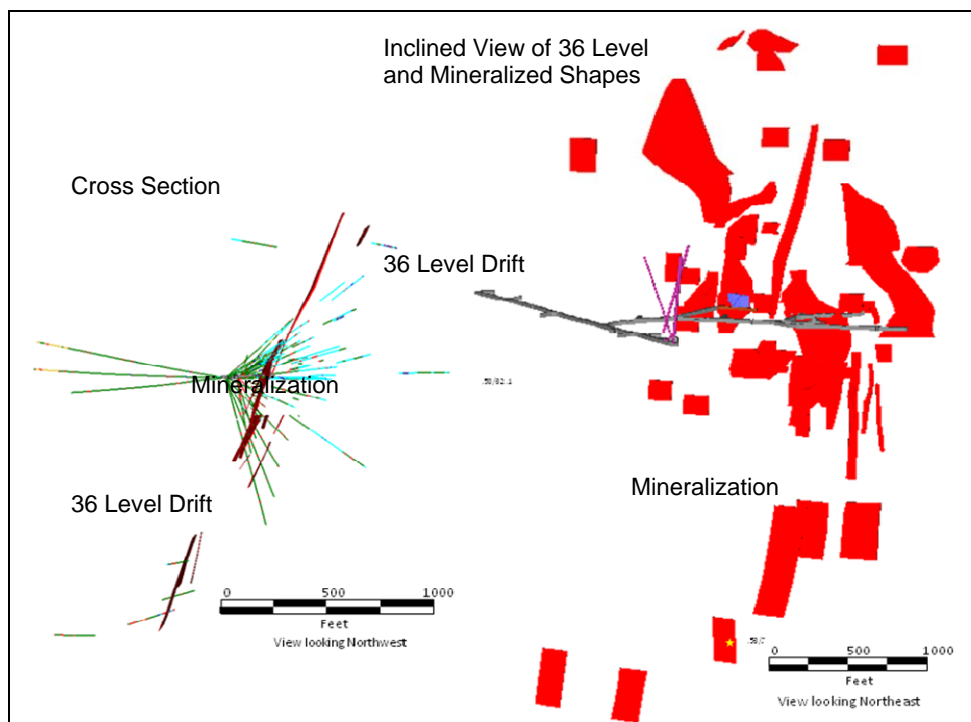 Inclined View of 36 Level
and Mineralized Shapes
Cross Section
36 Level Drift
Mineralization
36 Level Drift
Mineralization
0 500 1000
Feet
View looking Northwest
0 500 1000
Feet
View looking Northeast